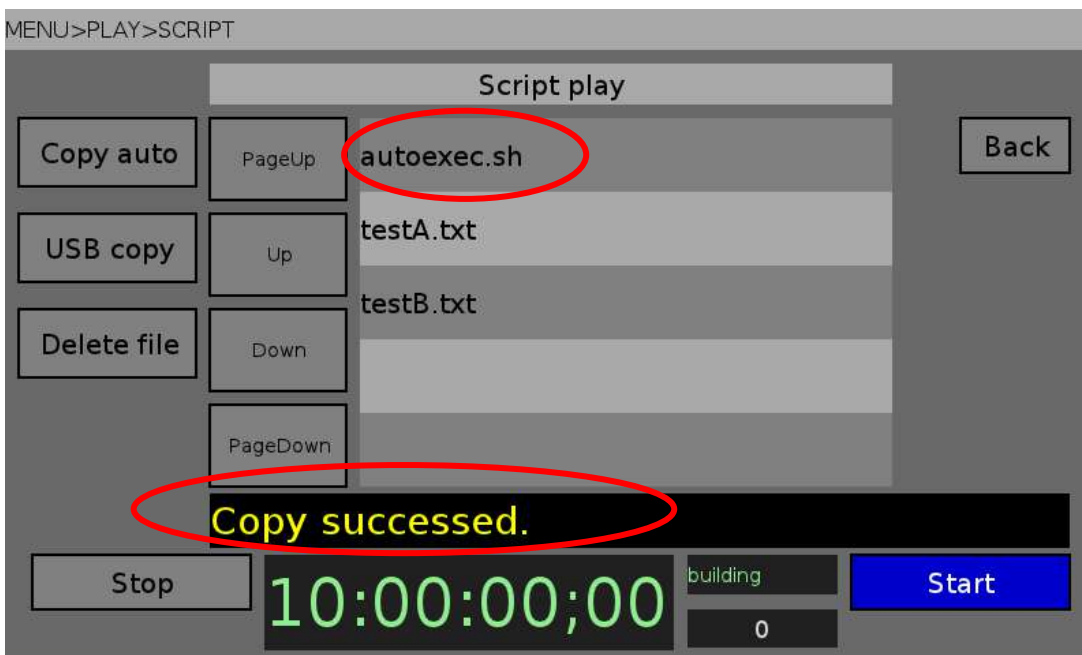 MENU>PLAY>SCRIPT
Script play
Copy auto
PageUp
autoexec.sh
Back
USB copy
Up
testA.txt
testB.txt
Delete file
Down
PageDown
Copy successed.
Stop
10:00:00;00
building
0
Start